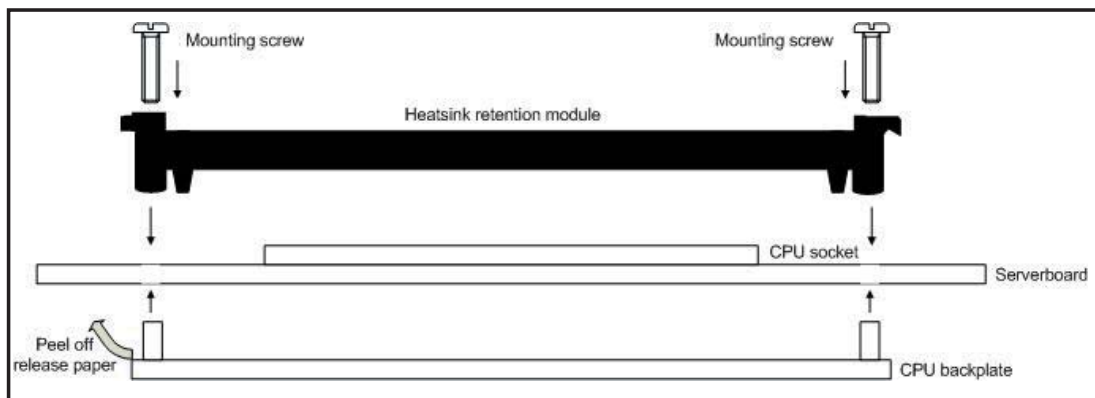 Mounting screw
Mounting screw
Heatsink retention module
CPU socket
Serverboard
Peel off
release paper
CPU backplate